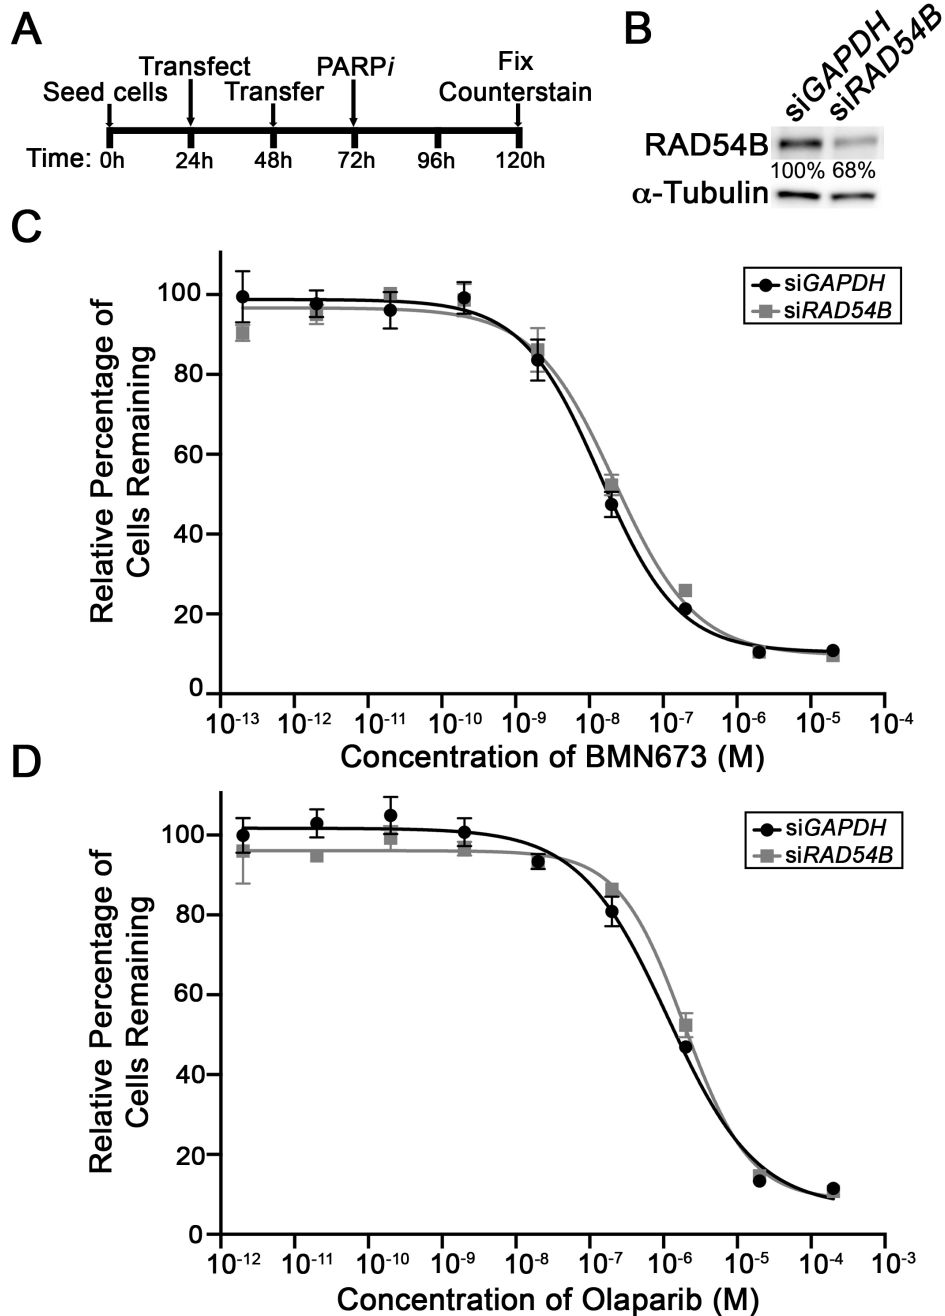 A
Transfect
PARPi
Fix
Seed cells
Transfer
Counterstain
Time: 0h 24h 48h 72h 96h 120h
B
siGAPDH
siRAD54B
RAD54B
100% 68%
α-Tubulin
C
siGAPDH
siRAD54B
Relative Percentage of
Cells Remaining
100
80
60
40
20
0
10-13 10-12 10-11 10-10 10-9 10-8 10-7 10-6 10-5 10-4
Concentration of BMN673 (M)
D
siGAPDH
siRAD54B
Relative Percentage of
Cells Remaining
100
80
60
40
20
0
10-12 10-11 10-10 10-9 10-8 10-7 10-6 10-5 10-4 10-3
Concentration of Olaparib (M)